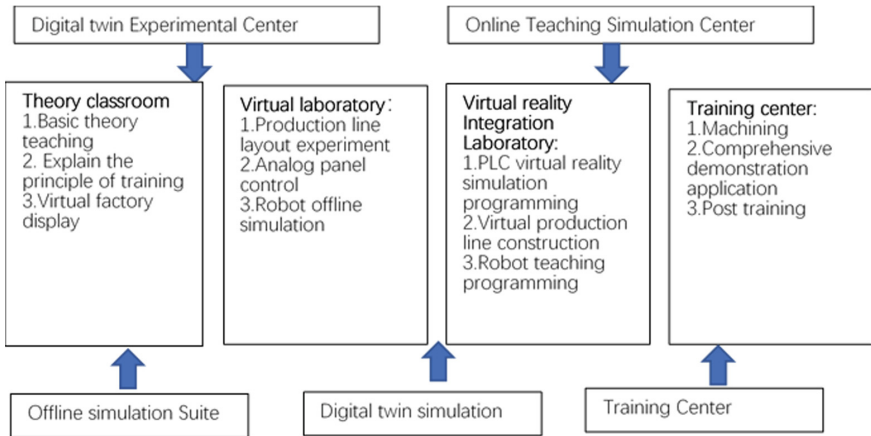 Digital twin Experimental Center
Online Teaching Simulation Center
Theory classroom
1.Basic theory
teaching
2. Explain the
principle of training
3.Virtual factory
display
Virtual laboratory:
1.Production line
layout experiment
2.Analog panel
control
3.Robot offline
simulation
Virtual reality
Integration
Laboratory:
1.PLC virtual reality
simulation
programming
2.Virtual production
line construction
3.Robot teaching
programming
Training center:
1.Machining
2.Comprehensive
demonstration
application
3.Post training
Offline simulation Suite
Digital twin simulation
Training Center